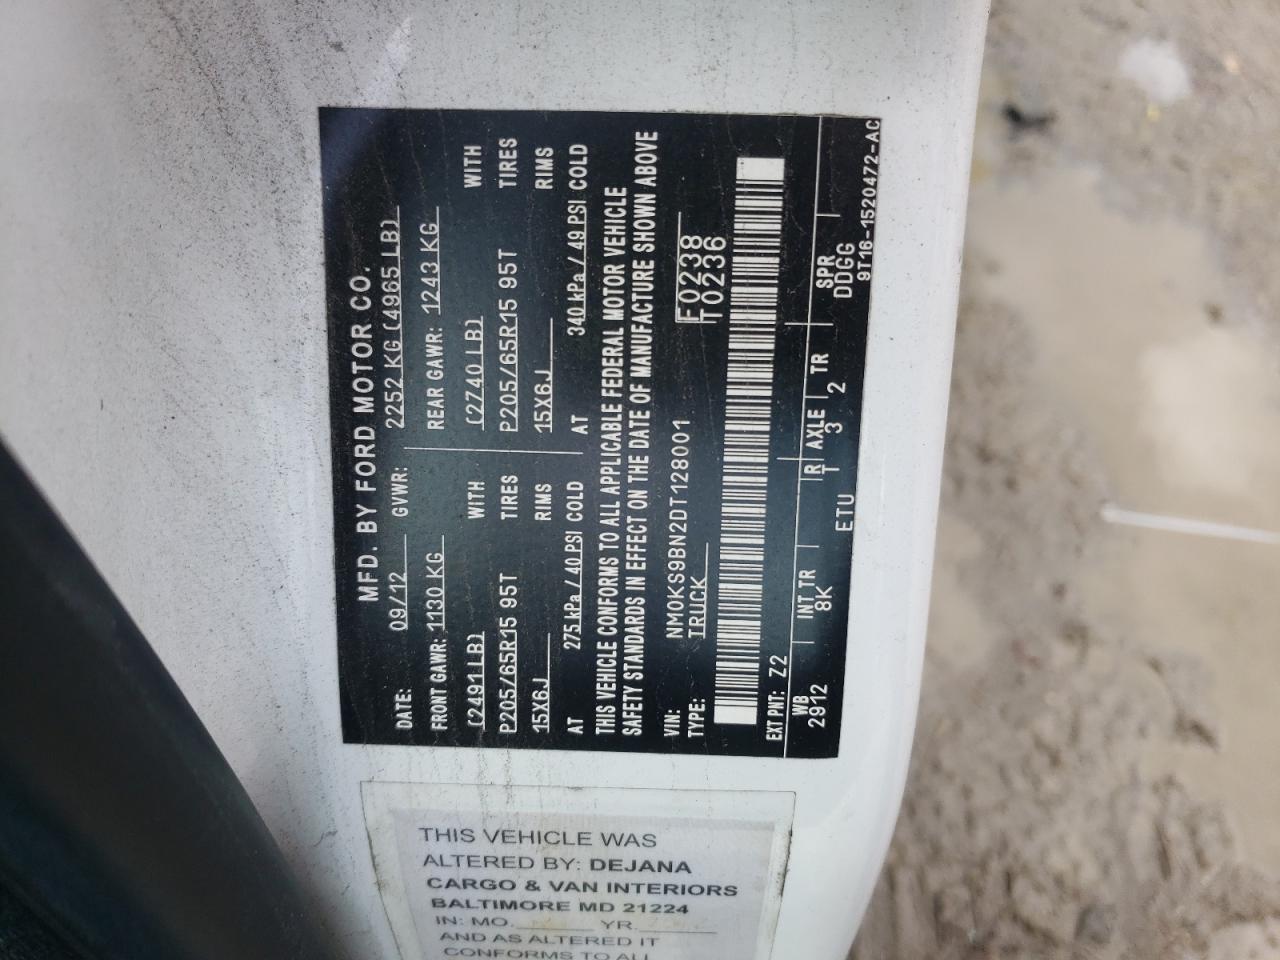 MFD. BY FORD MOTOR CO.
DATE: 09/12 GVWR: 2252 KG (4965 LB)
FRONT GAWR: 1130 KG REAR GAWR: 1243 KG
(2491LB) WITH (2740LB) WITH
P205/65R15 95T TIRES P205/65R15 95T TIRES
15X6J RIMS 15X6J RIMS
AT 275 kPa / 40 PSI COLD AT 340 kPa / 49 PSI COLD
THIS VEHICLE CONFORMS TO ALL APPLICABLE FEDERAL MOTOR VEHICLE
SAFETY STANDARDS IN EFFECT ON THE DATE OF MANUFACTURE SHOWN ABOVE
VIN: NM0KS9BN2DT128001 F0238
TYPE: TRUCK T0236
EXT PNT: Z2
WB INT TR R AXLE TR SPR
2912 8K T 3 2 DDGG
ETU 9T16-1520472-AC
THIS VEHICLE WAS
ALTERED BY: DEJANA
CARGO & VAN INTERIORS
BALTIMORE MD 21224
IN: MO. YR.
AND AS ALTERED IT
CONFORMS TO ALL